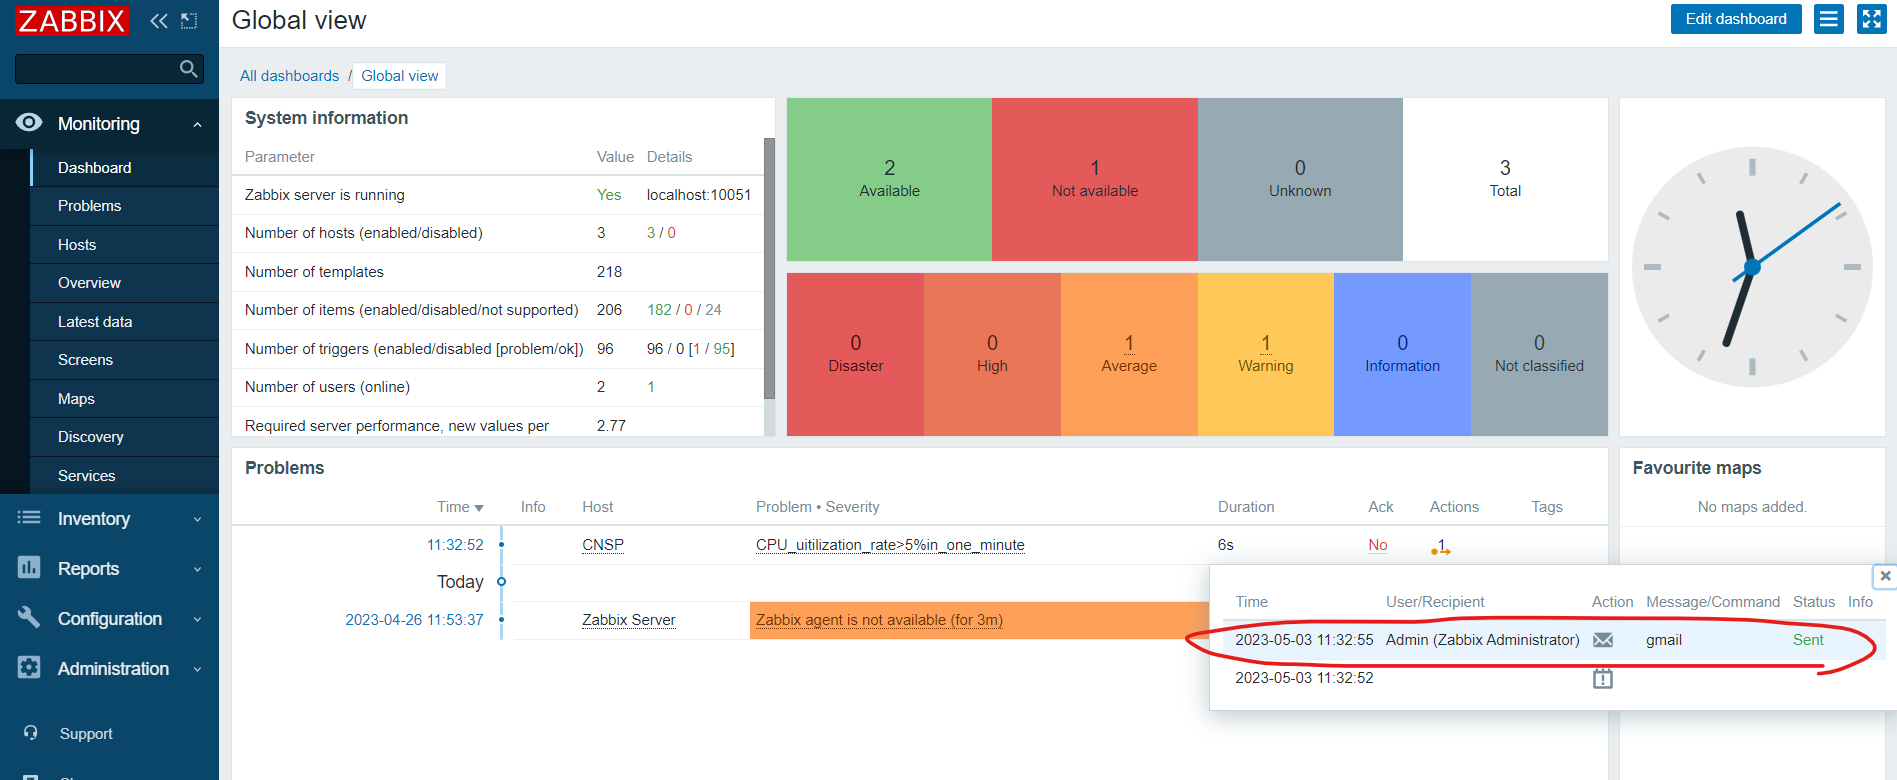 ZABBIX
Global view
Edit dashboard
Monitoring
Dashboard
Problems
Hosts
Overview
Latest data
Screens
Maps
Discovery
Services
Inventory
Reports
Configuration
Administration
Support
All dashboards / Global view
System information
Parameter Value Details
Zabbix server is running Yes localhost:10051
Number of hosts (enabled/disabled) 3 3 / 0
Number of templates 218
Number of items (enabled/disabled/not supported) 206 182 / 0 / 24
Number of triggers (enabled/disabled [problem/ok]) 96 96 / 0 [1 / 95]
Number of users (online) 2 1
Required server performance, new values per 2.77
2 1 0 3
Available Not available Unknown Total
0 0 1 1 0 0
Disaster High Average Warning Information Not classified
Problems
Time Info Host Problem • Severity Duration Ack Actions Tags
11:32:52 CNSP CPU_uitilization_rate>5%in_one_minute 6s No 1
Today
2023-04-26 11:53:37 Zabbix Server Zabbix agent is not available (for 3m)
Favourite maps
No maps added.
Time User/Recipient Action Message/Command Status Info
2023-05-03 11:32:55 Admin (Zabbix Administrator) gmail Sent
2023-05-03 11:32:52